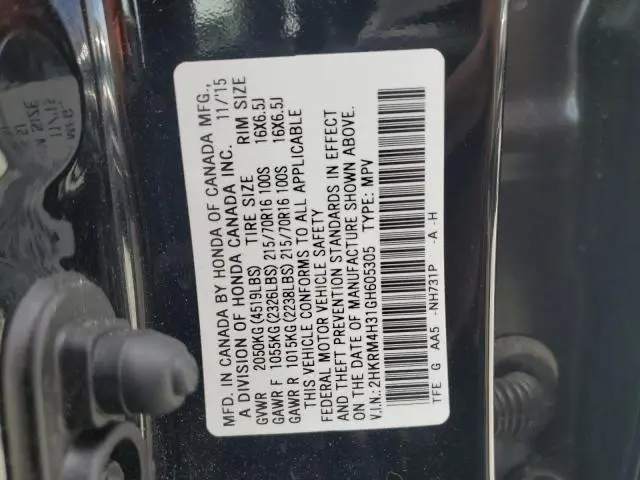 MFD. IN CANADA BY HONDA OF CANADA MFG.,
A DIVISION OF HONDA CANADA INC. 11/15
GVWR 2050KG(4519LBS) TIRE SIZE RIM SIZE
GAWR F 1055KG(2326LBS) 215/70R16 100S 16X6.5J
GAWR R 1015KG(2238LBS) 215/70R16 100S 16X6.5J
THIS VEHICLE CONFORMS TO ALL APPLICABLE
FEDERAL MOTOR VEHICLE SAFETY
AND THEFT PREVENTION STANDARDS IN EFFECT
ON THE DATE OF MANUFACTURE SHOWN ABOVE.
V.I.N.: 2HKRM4H31GH605305 TYPE: MPV
TFE G AA5 -NH731P -A -H